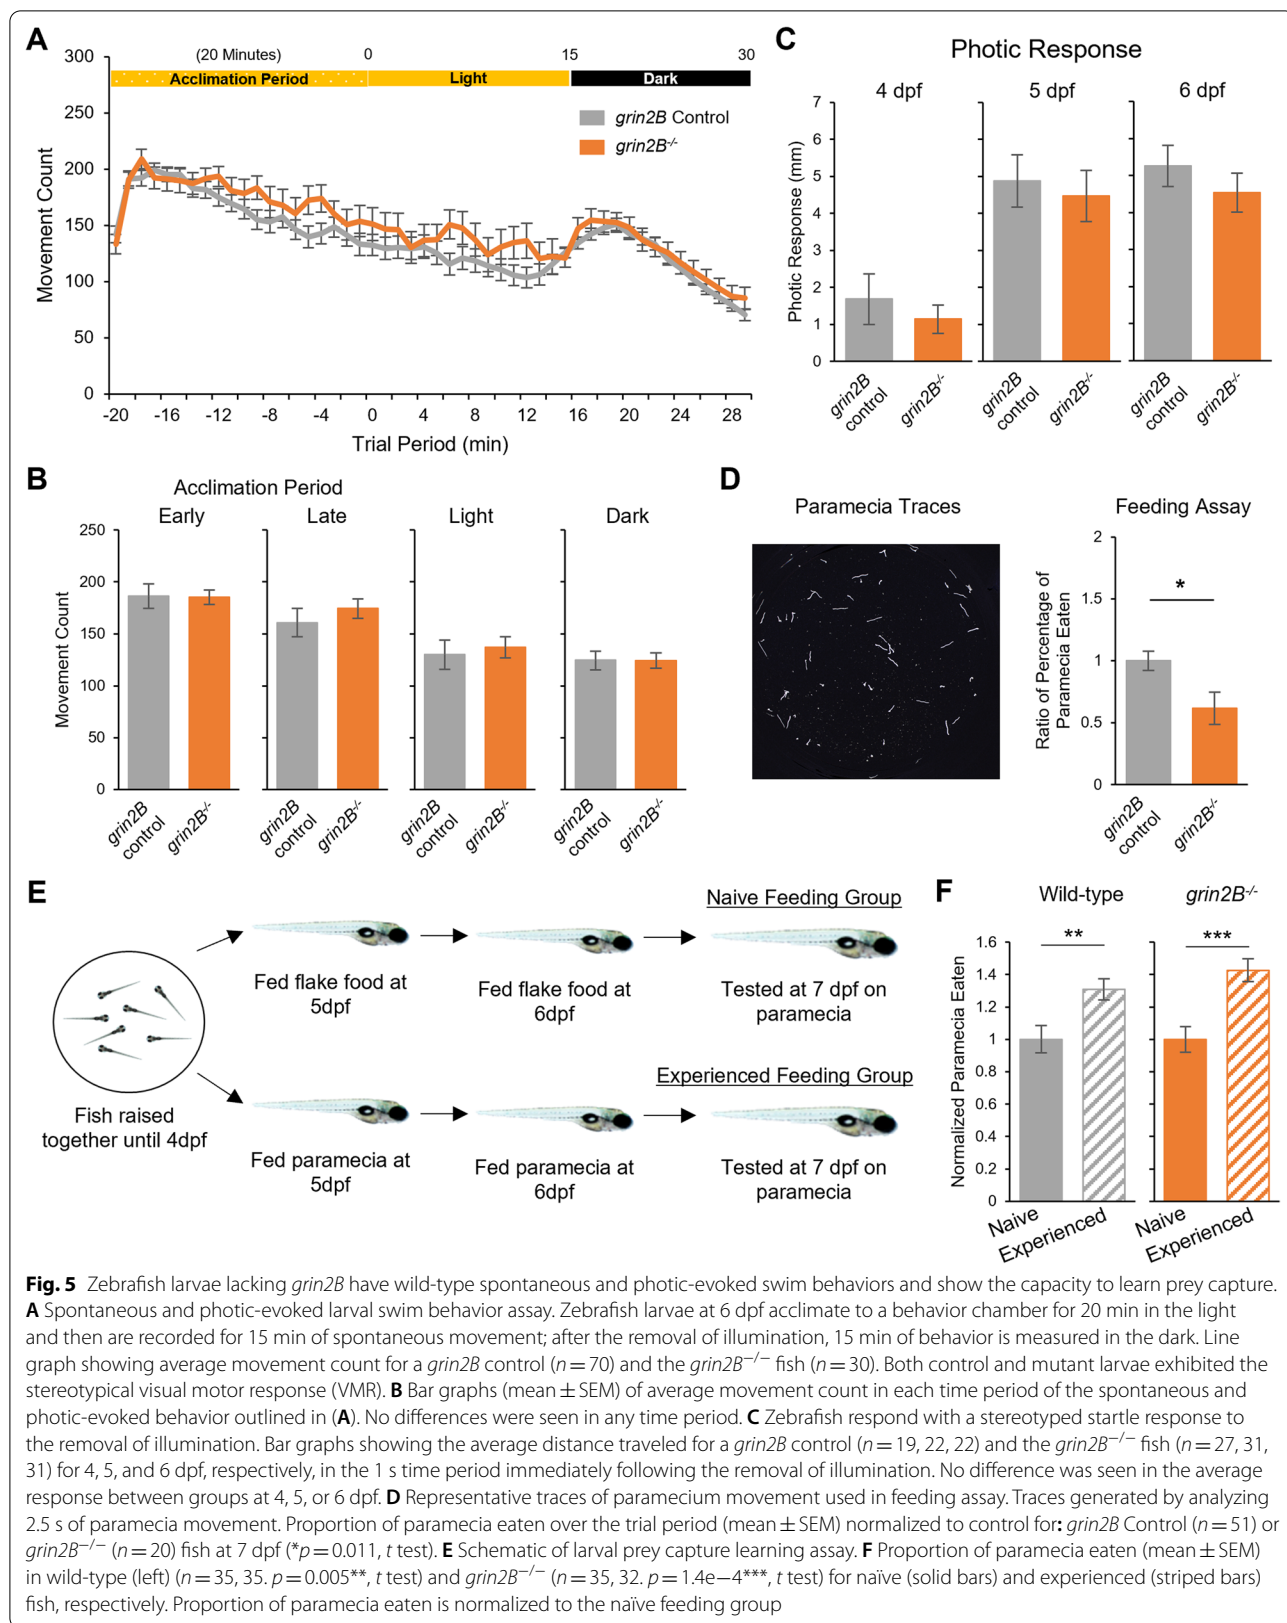 A
(20 Minutes) 0 15 30
Acclimation Period Light Dark
300
250
200
150
100
50
0
Movement Count
grin2B Control
grin2B-/-
-20 -16 -12 -8 -4 0 4 8 12 16 20 24 28
Trial Period (min)
C
Photic Response
4 dpf 5 dpf 6 dpf
7
6
5
4
3
2
1
0
Photic Response (mm)
grin2B control grin2B-/- grin2B control grin2B-/- grin2B control grin2B-/-
B
Acclimation Period
Early Late Light Dark
250
200
150
100
50
0
Movement Count
grin2B control grin2B-/- grin2B control grin2B-/- grin2B control grin2B-/- grin2B control grin2B-/-
D
Paramecia Traces Feeding Assay
2
1.5
1
0.5
0
Ratio of Percentage of
Paramecia Eaten
*
grin2B control grin2B-/-
E
Naive Feeding Group
Fed flake food at
5dpf
Fed flake food at
6dpf
Tested at 7 dpf on
paramecia
Experienced Feeding Group
Fish raised
together until 4dpf
Fed paramecia at
5dpf
Fed paramecia at
6dpf
Tested at 7 dpf on
paramecia
F
Wild-type grin2B-/-
1.6
1.4
1.2
1
0.8
0.6
0.4
0.2
0
Normalized Paramecia Eaten
** ***
Naive Experienced Naive Experienced
Fig. 5 Zebrafish larvae lacking grin2B have wild-type spontaneous and photic-evoked swim behaviors and show the capacity to learn prey capture.
A Spontaneous and photic-evoked larval swim behavior assay. Zebrafish larvae at 6 dpf acclimate to a behavior chamber for 20 min in the light
and then are recorded for 15 min of spontaneous movement; after the removal of illumination, 15 min of behavior is measured in the dark. Line
graph showing average movement count for a grin2B control (n = 70) and the grin2B−/− fish (n = 30). Both control and mutant larvae exhibited the
stereotypical visual motor response (VMR). B Bar graphs (mean ± SEM) of average movement count in each time period of the spontaneous and
photic-evoked behavior outlined in (A). No differences were seen in any time period. C Zebrafish respond with a stereotyped startle response to
the removal of illumination. Bar graphs showing the average distance traveled for a grin2B control (n = 19, 22, 22) and the grin2B−/− fish (n = 27, 31,
31) for 4, 5, and 6 dpf, respectively, in the 1 s time period immediately following the removal of illumination. No difference was seen in the average
response between groups at 4, 5, or 6 dpf. D Representative traces of paramecium movement used in feeding assay. Traces generated by analyzing
2.5 s of paramecia movement. Proportion of paramecia eaten over the trial period (mean ± SEM) normalized to control for: grin2B Control (n = 51) or
grin2B−/− (n = 20) fish at 7 dpf (*p = 0.011, t test). E Schematic of larval prey capture learning assay. F Proportion of paramecia eaten (mean ± SEM)
in wild-type (left) (n = 35, 35. p = 0.005**, t test) and grin2B−/− (n = 35, 32. p = 1.4e−4***, t test) for naïve (solid bars) and experienced (striped bars)
fish, respectively. Proportion of paramecia eaten is normalized to the naïve feeding group